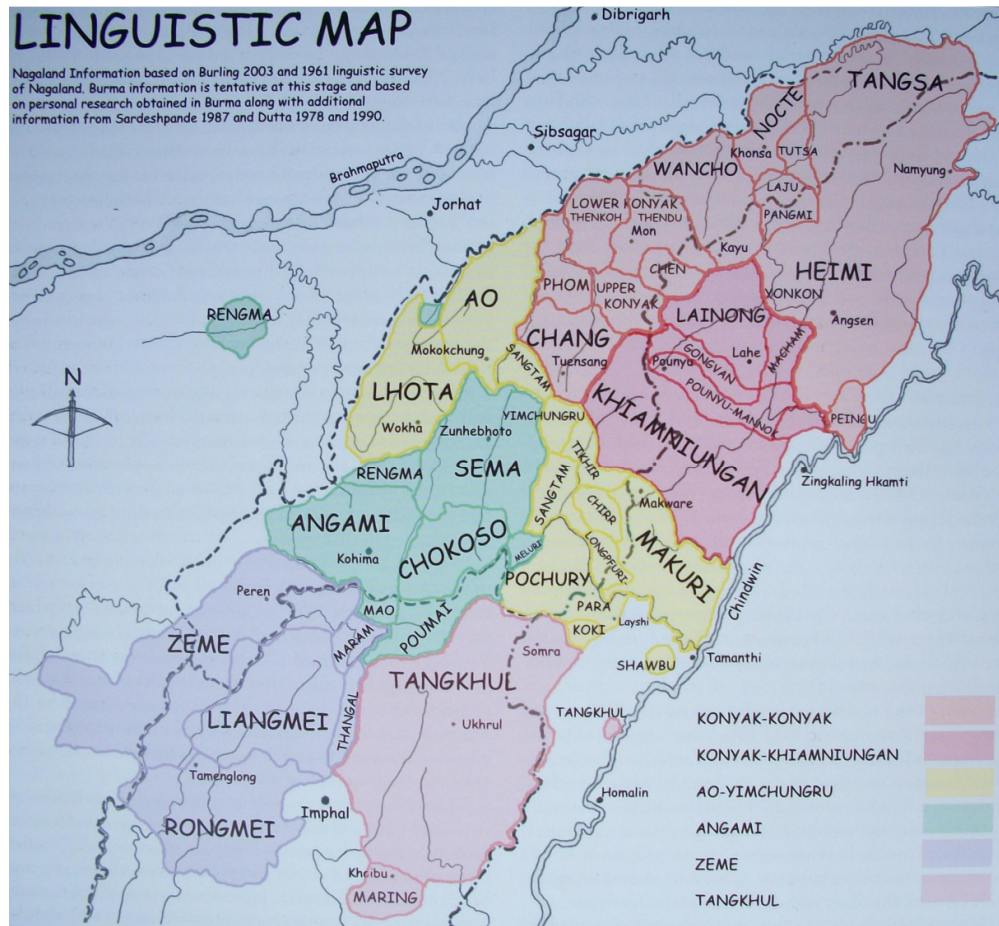 LINGUISTIC MAP
Nagaland Information based on Burling 2003 and 1961 linguistic survey
of Nagaland. Burma information is tentative at this stage and based
on personal research obtained in Burma along with additional
information from Sardeshpande 1987 and Dutta 1978 and 1990.
Dibrigarh
TANGSA
NOCTE
Sibsagar
Khonsa
TUTSA
Brahmaputra
WANCHO
Namyung
LAJU
Jorhat
LOWER KONYAK
THENKOH
THENDU
PANGMI
Mon
Kayu
CHEN
HEIMI
PHOM
UPPER
KONYAK
YONKON
AO
LAINONG
RENGMA
Angsen
CHANG
MACHAM
Mokokchung
SANGTAM
Tuensang
Pounya
GONGVAN
Lahe
N
LHOTA
KHIAMNIUNGAN
POUNYU-MANNOK
PEINGU
YIMCHUNGRU
Wokha
Zunhebhoto
TIKHIR
RENGMA
SEMA
SANGTAM
Zingkaling Hkamti
CHIRR
Makware
ANGAMI
CHOKOSO
MAKURI
Kohima
MELURI
LONGPFURI
POCHURY
Chindwin
Peren
MAO
PARA
POUMAI
Layshi
KOKI
ZEME
MARAM
Somra
SHAWBU
Tamanthi
TANGKHUL
LIANGMEI
THANGAL
Ukhrul
TANGKHUL
KONYAK-KONYAK
KONYAK-KHIAMNIUNGAN
Tamenglong
AO-YIMCHUNGRU
Homalin
Imphal
RONGMEI
ANGAMI
ZEME
Khoibu
MARING
TANGKHUL